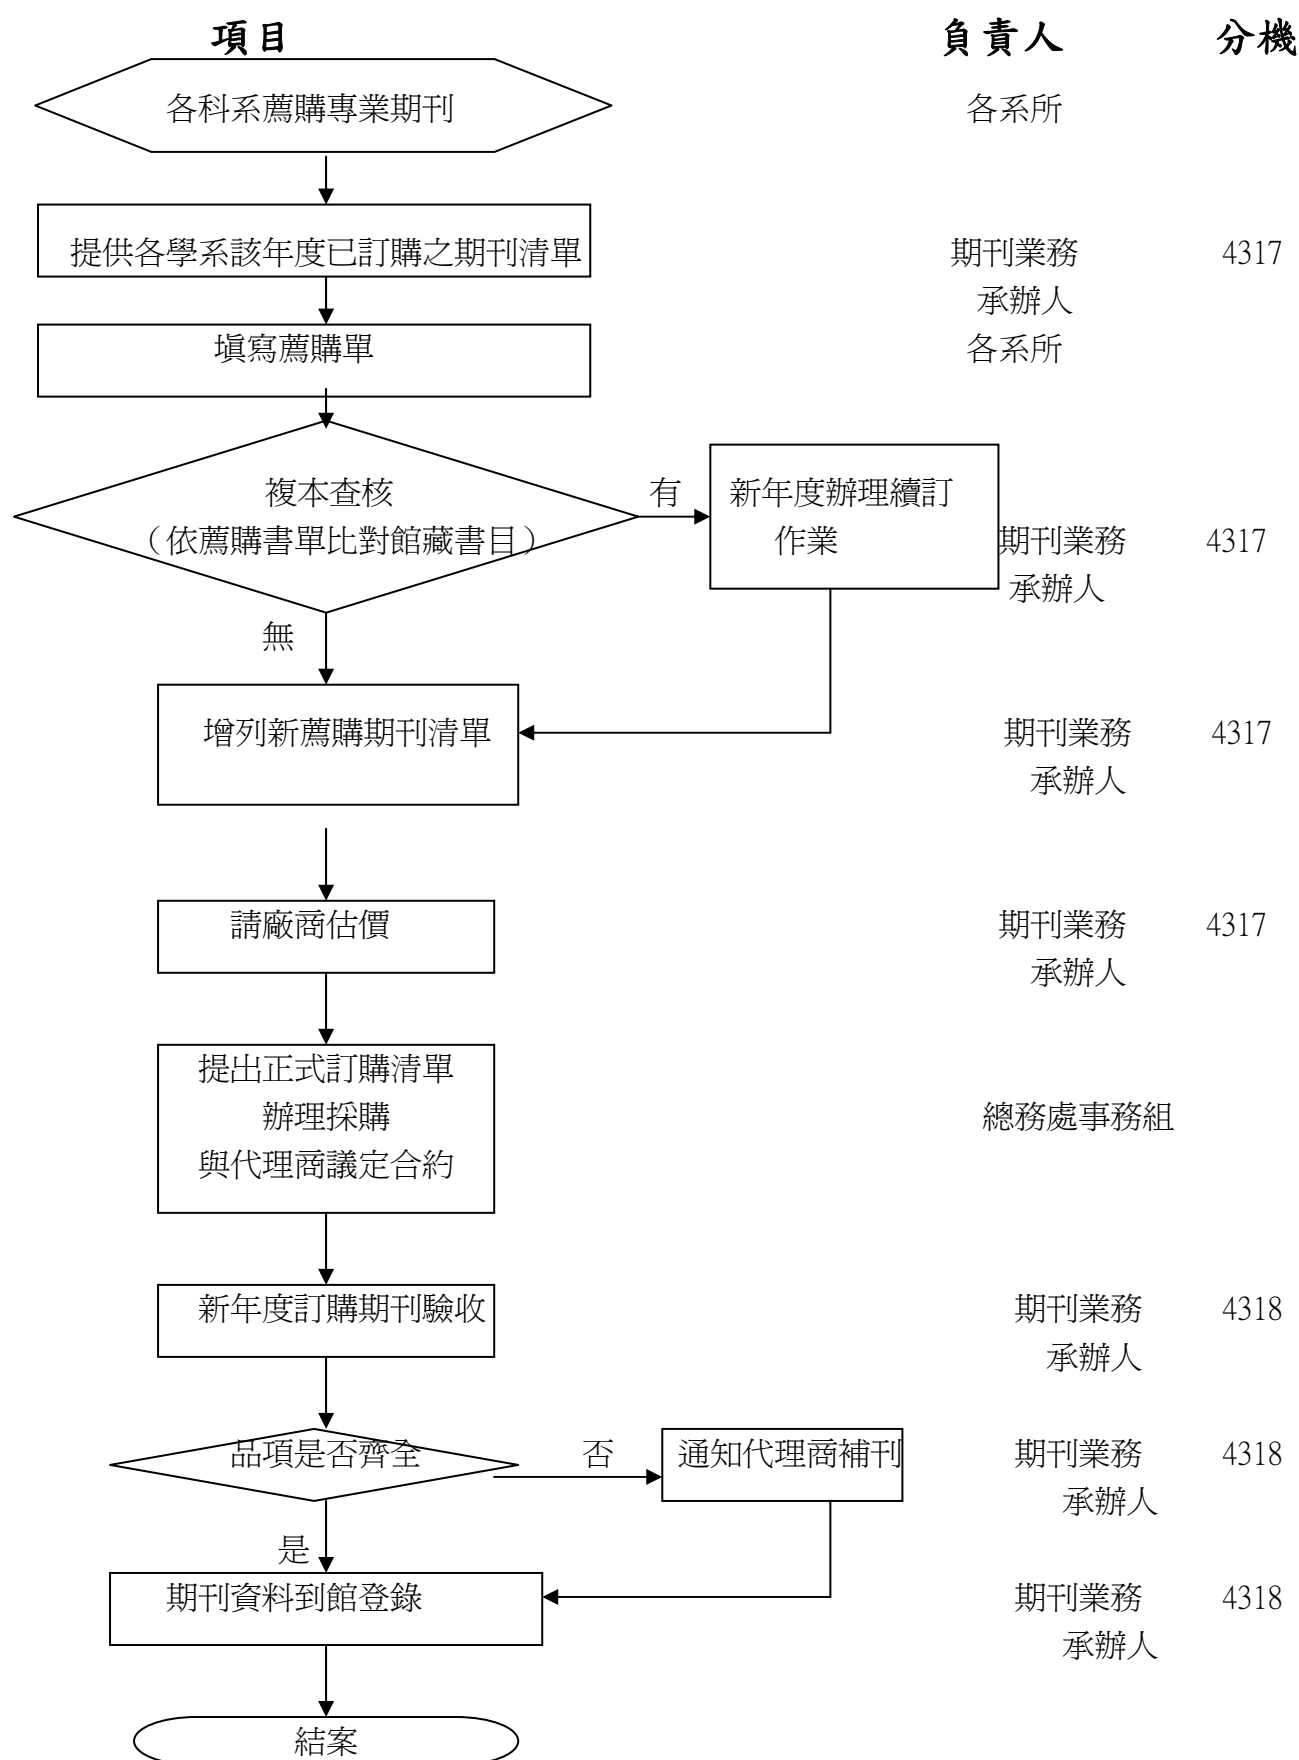 項目 負責人 分機
各科系薦購專業期刊 各系所
提供各學系該年度已訂購之期刊清單 期刊業務 4317
承辦人
填寫薦購單 各系所
複本查核 有 新年度辦理續訂
（依薦購書單比對館藏書目） 作業 期刊業務 4317
承辦人
無
增列新薦購期刊清單 期刊業務 4317
承辦人
請廠商估價 期刊業務 4317
承辦人
提出正式訂購清單
辦理採購 總務處事務組
與代理商議定合約
新年度訂購期刊驗收 期刊業務 4318
承辦人
品項是否齊全 否 通知代理商補刊 期刊業務 4318
承辦人
是
期刊資料到館登錄 期刊業務 4318
承辦人
結案